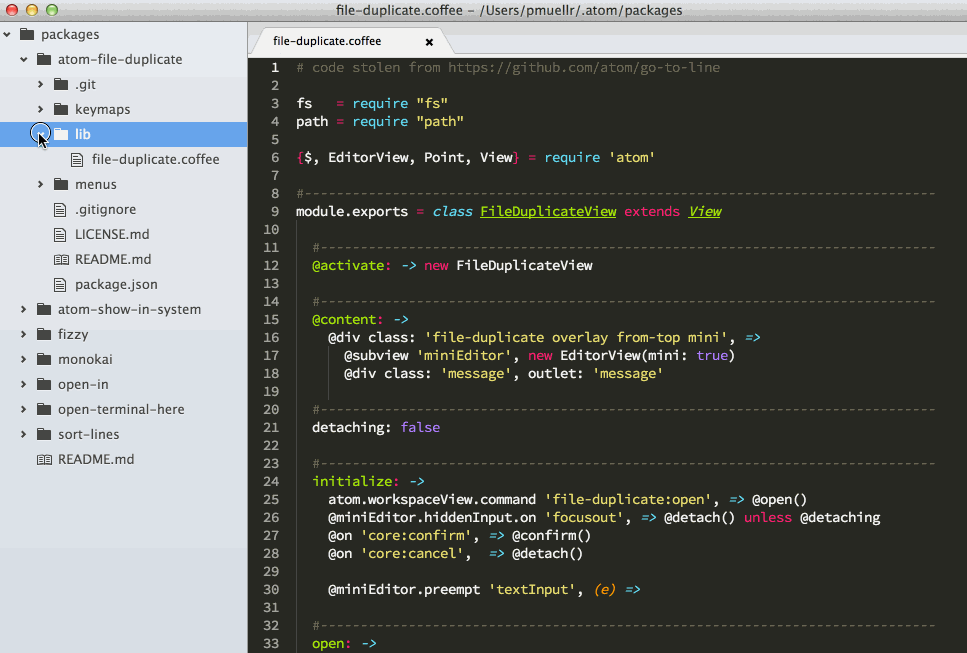 file-duplicate.coffee – /Users/pmuellr/.atom/packages
packages
atom-file-duplicate
.git
keymaps
lib
file-duplicate.coffee
menus
.gitignore
LICENSE.md
README.md
package.json
atom-show-in-system
fizzy
monokai
open-in
open-terminal-here
sort-lines
README.md
file-duplicate.coffee ×
1 # code stolen from https://github.com/atom/go-to-line
2
3 fs   = require "fs"
4 path = require "path"
5
6 {$, EditorView, Point, View} = require 'atom'
7
8 #-------------------------------------------------------------------------------
9 module.exports = class FileDuplicateView extends View
10
11   #-----------------------------------------------------------------------------
12   @activate: -> new FileDuplicateView
13
14   #-----------------------------------------------------------------------------
15   @content: ->
16     @div class: 'file-duplicate overlay from-top mini', =>
17       @subview 'miniEditor', new EditorView(mini: true)
18       @div class: 'message', outlet: 'message'
19
20   #-----------------------------------------------------------------------------
21   detaching: false
22
23   #-----------------------------------------------------------------------------
24   initialize: ->
25     atom.workspaceView.command 'file-duplicate:open', => @open()
26     @miniEditor.hiddenInput.on 'focusout', => @detach() unless @detaching
27     @on 'core:confirm', => @confirm()
28     @on 'core:cancel',  => @detach()
29
30     @miniEditor.preempt 'textInput', (e) =>
31
32   #-----------------------------------------------------------------------------
33   open: ->